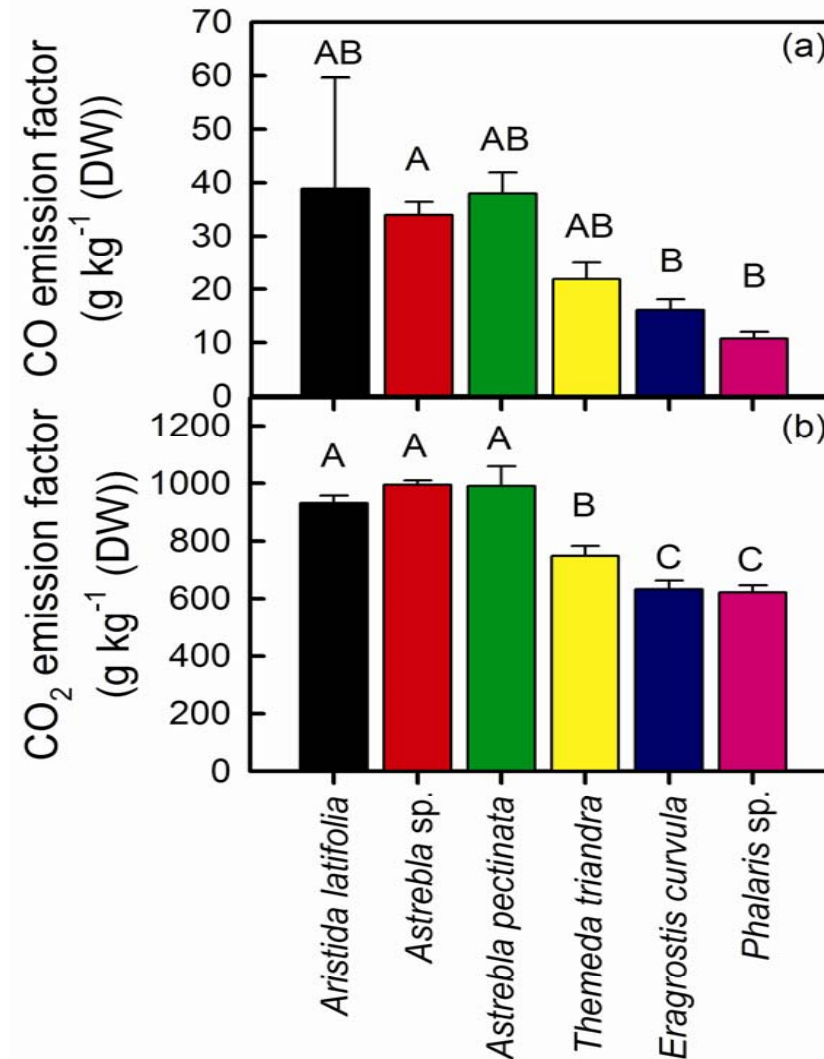 CO emission factor
(g kg⁻¹ (DW))
70
60
50
40
30
20
10
0
(a)
AB
A
AB
AB
B
B
CO₂ emission factor
(g kg⁻¹ (DW))
1200
1000
800
600
400
200
0
(b)
A
A
A
B
C
C
Aristida latifolia
Astrebla sp.
Astrebla pectinata
Themeda triandra
Eragrostis curvula
Phalaris sp.